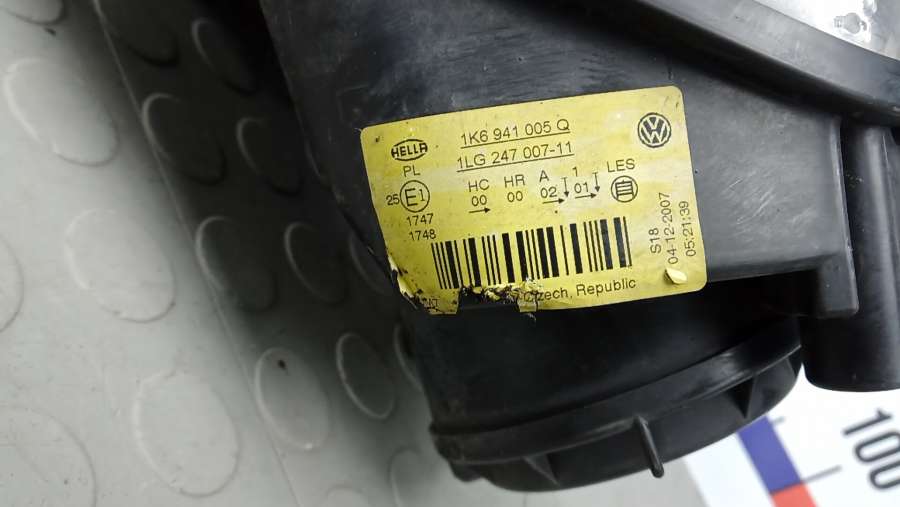 HELLA
1K6 941 005 Q
1LG 247 007-11
PL
HC HR A 1 LES
25 E1 00 00 02 01
1747
1748
S18
04-12-2007
05:21:39
Czech, Republic
100